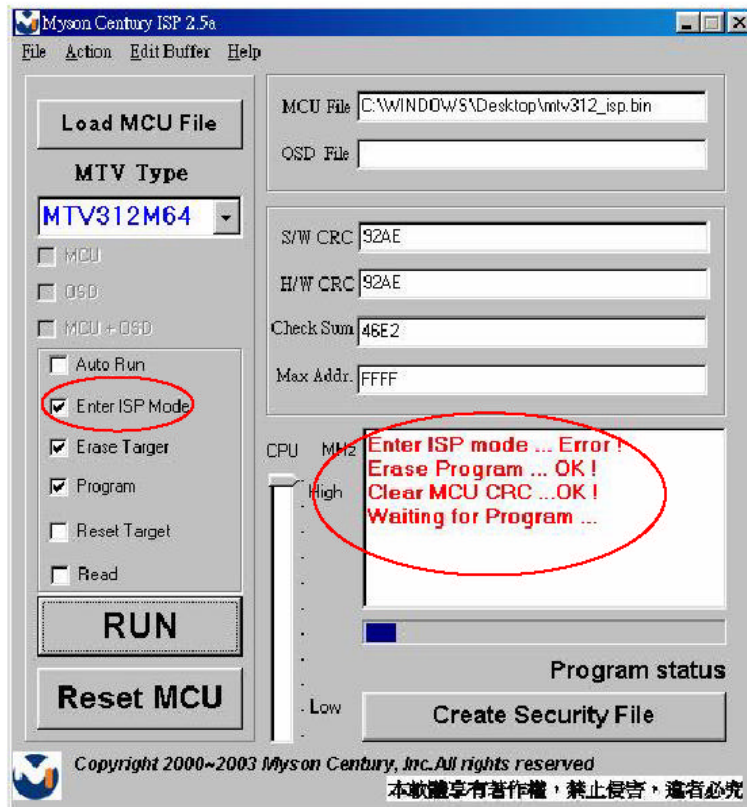 Myson Century ISP 2.5a
File Action Edit Buffer Help
Load MCU File
MTV Type
MTV312M64
MCU
OSD
MCU + OSD
Auto Run
Enter ISP Mode
Erase Targer
Program
Reset Target
Read
RUN
Reset MCU
MCU File C:\WINDOWS\Desktop\mtv312_isp.bin
OSD File
S/W CRC 92AE
H/W CRC 92AE
Check Sum 46E2
Max Addr. FFFF
CPU MHz
High
Low
Enter ISP mode ... Error !
Erase Program ... OK !
Clear MCU CRC ...OK !
Waiting for Program ...
Program status
Create Security File
Copyright 2000~2003 Myson Century, Inc.All rights reserved
本軟體享有著作權，禁止侵害，違者必究